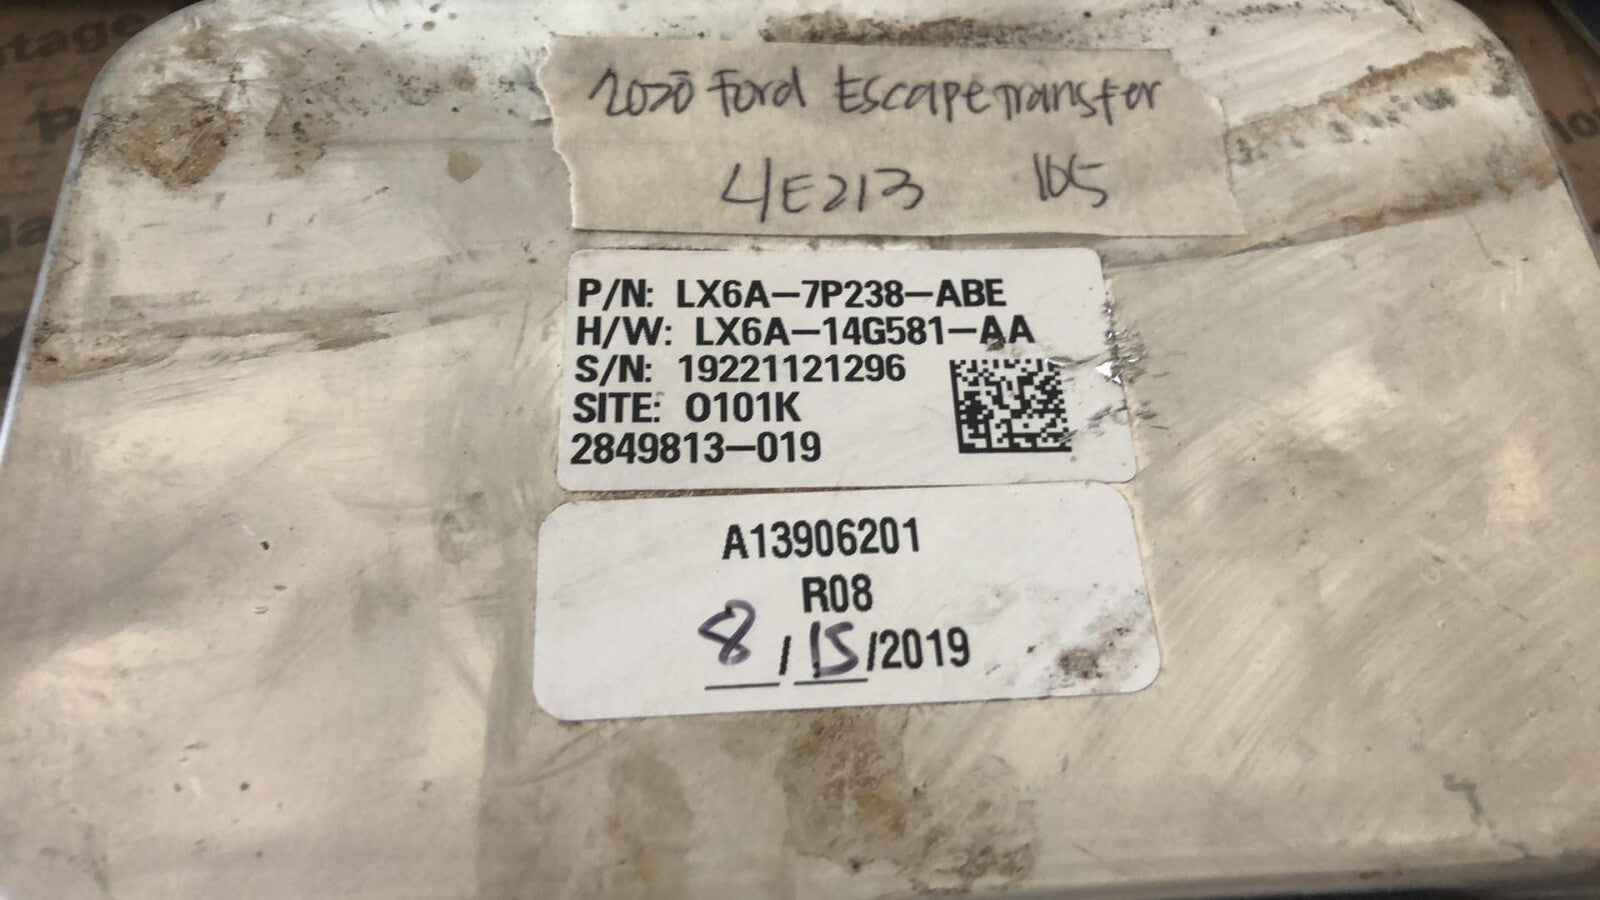 2020 Ford Escape transfer
4E213 105
P/N: LX6A-7P238-ABE
H/W: LX6A-14G581-AA
S/N: 19221121296
SITE: O101K
2849813-019
A13906201
R08
8/15/2019